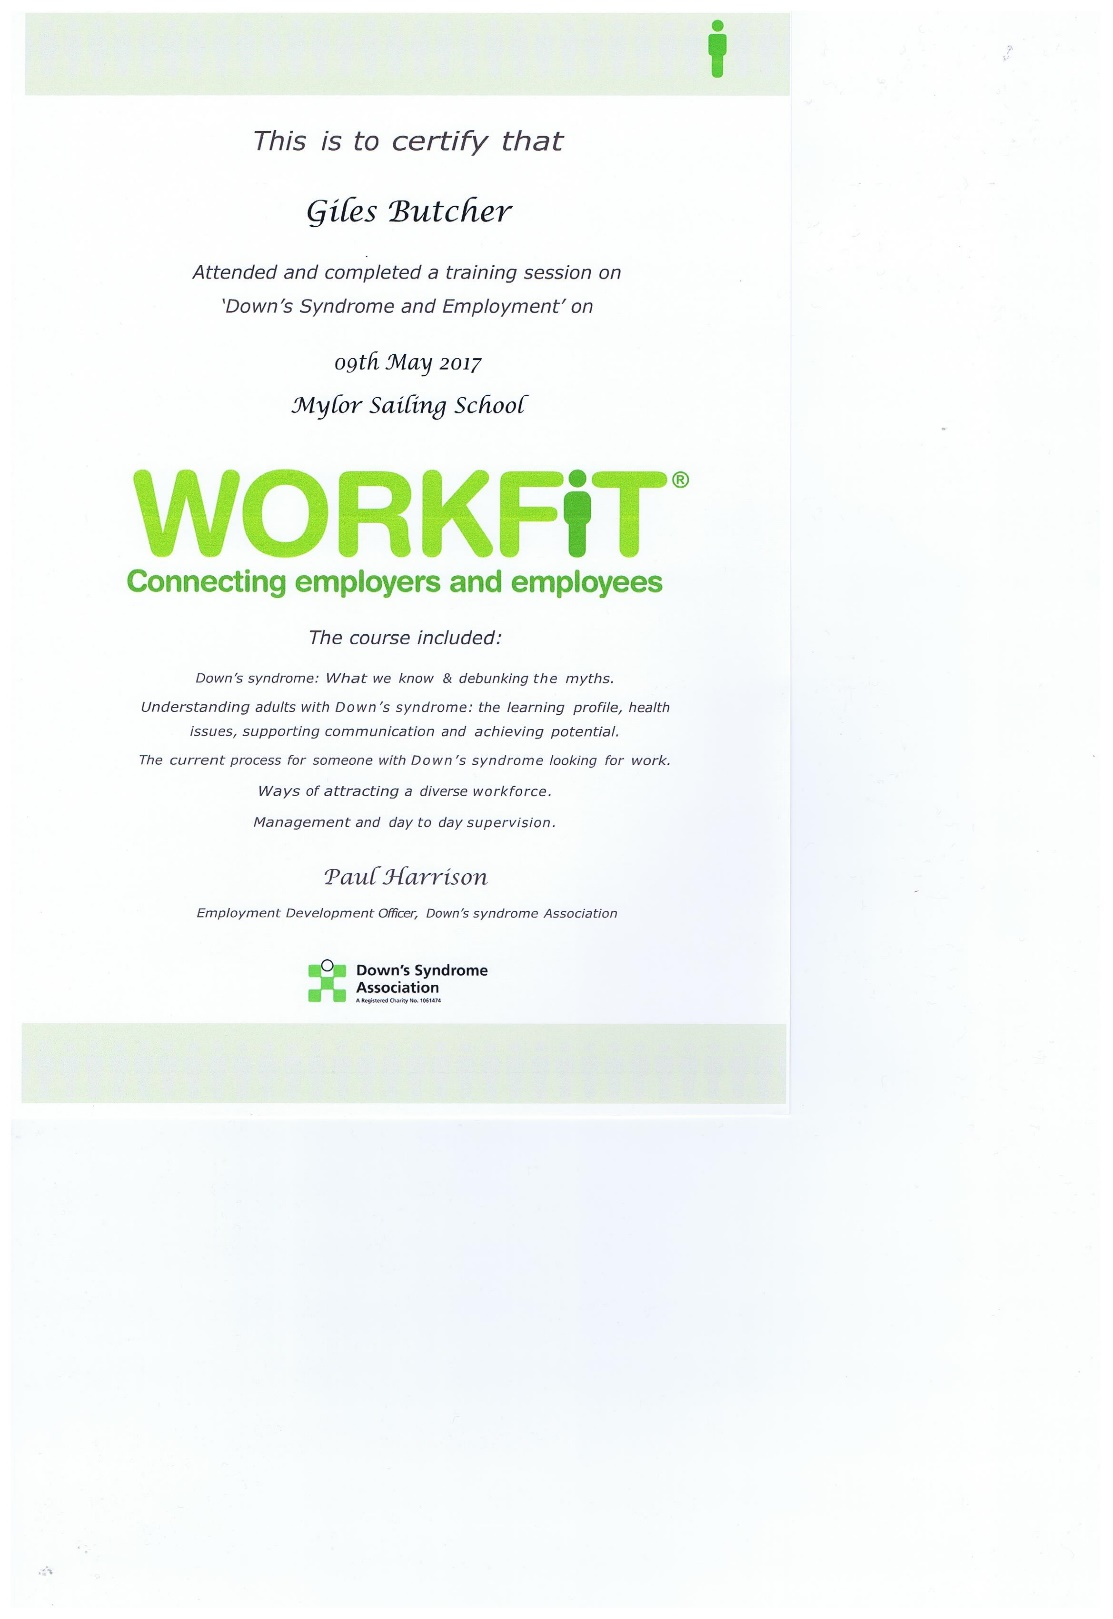 This is to certify that
Giles Butcher
Attended and completed a training session on
‘Down’s Syndrome and Employment’ on
09th May 2017
Mylor Sailing School
WORKFiT®
Connecting employers and employees
The course included:
Down’s syndrome: What we know & debunking the myths.
Understanding adults with Down’s syndrome: the learning profile, health
issues, supporting communication and achieving potential.
The current process for someone with Down’s syndrome looking for work.
Ways of attracting a diverse workforce.
Management and day to day supervision.
Paul Harrison
Employment Development Officer, Down’s syndrome Association
Down’s Syndrome
Association
A Registered Charity No. 1061474